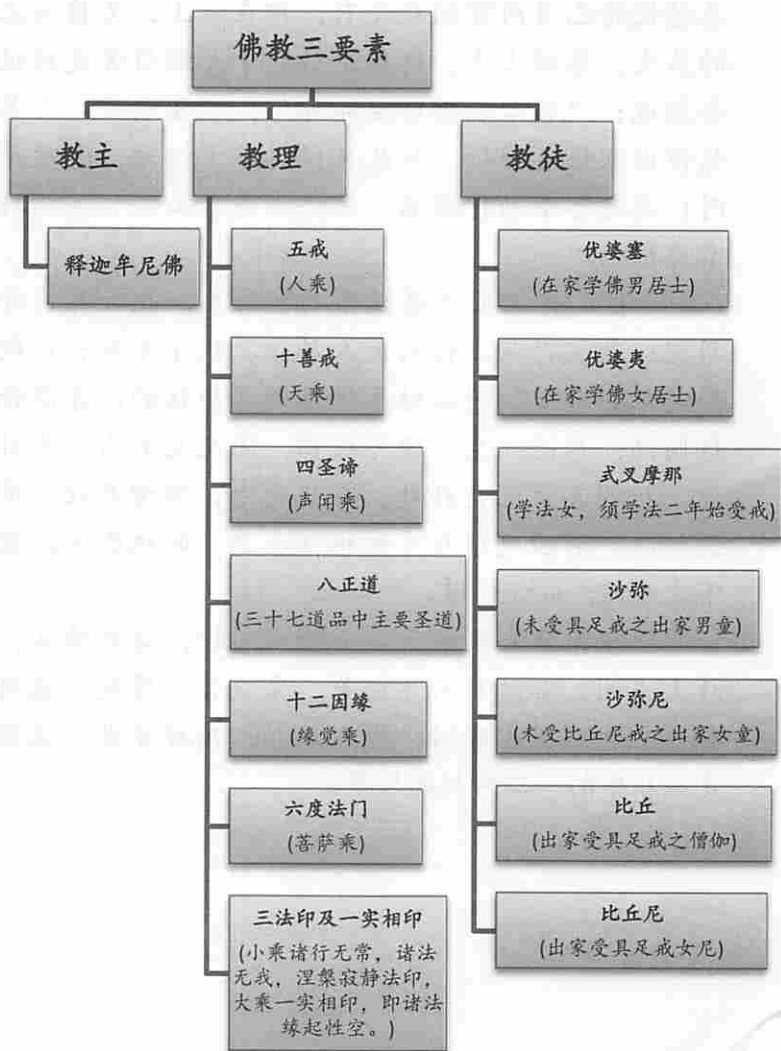 佛教三要素
教主
释迦牟尼佛
教理
五戒
(人乘)
十善戒
(天乘)
四圣谛
(声闻乘)
八正道
(三十七道品中主要圣道)
十二因缘
(缘觉乘)
六度法门
(菩萨乘)
三法印及一实相印
(小乘诸行无常，诸法
无我，涅槃寂静法印，
大乘一实相印，即诸法
缘起性空。)
教徒
优婆塞
(在家学佛男居士)
优婆夷
(在家学佛女居士)
式叉摩那
(学法女，须学法二年始受戒)
沙弥
(未受具足戒之出家男童)
沙弥尼
(未受比丘尼戒之出家女童)
比丘
(出家受具足戒之僧伽)
比丘尼
(出家受具足戒女尼)